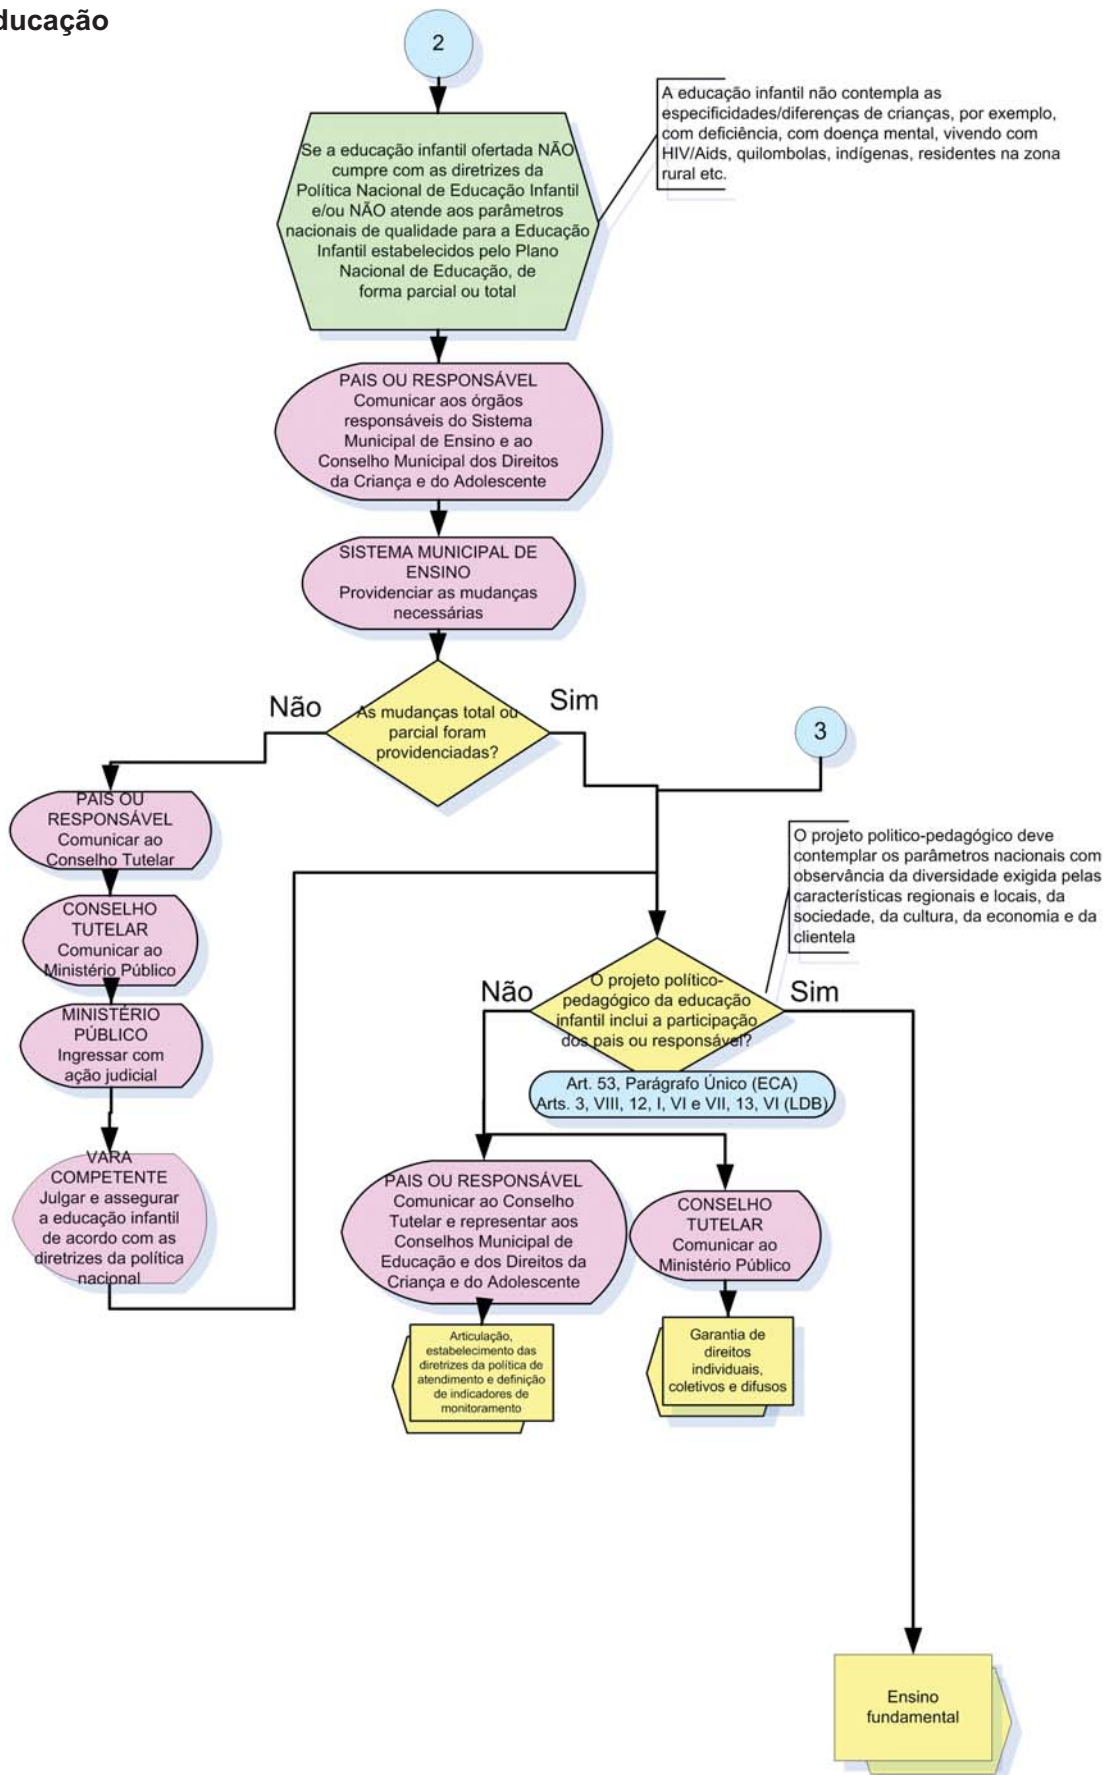 ducação
2
A educação infantil não contempla as
especificidades/diferenças de crianças, por exemplo,
com deficiência, com doença mental, vivendo com
HIV/Aids, quilombolas, indígenas, residentes na zona
rural etc.
Se a educação infantil ofertada NÃO
cumpre com as diretrizes da
Política Nacional de Educação Infantil
e/ou NÃO atende aos parâmetros
nacionais de qualidade para a Educação
Infantil estabelecidos pelo Plano
Nacional de Educação, de
forma parcial ou total
PAIS OU RESPONSÁVEL
Comunicar aos órgãos
responsáveis do Sistema
Municipal de Ensino e ao
Conselho Municipal dos Direitos
da Criança e do Adolescente
SISTEMA MUNICIPAL DE
ENSINO
Providenciar as mudanças
necessárias
As mudanças total ou
parcial foram
providenciadas?
Não
Sim
3
PAIS OU
RESPONSÁVEL
Comunicar ao
Conselho Tutelar
CONSELHO
TUTELAR
Comunicar ao
Ministério Público
MINISTÉRIO
PÚBLICO
Ingressar com
ação judicial
VARA
COMPETENTE
Julgar e assegurar
a educação infantil
de acordo com as
diretrizes da política
nacional
O projeto politico-pedagógico deve
contemplar os parâmetros nacionais com
observância da diversidade exigida pelas
características regionais e locais, da
sociedade, da cultura, da economia e da
clientela
O projeto político-
pedagógico da educação
infantil inclui a participação
dos pais ou responsável?
Não
Sim
Art. 53, Parágrafo Único (ECA)
Arts. 3, VIII, 12, I, VI e VII, 13, VI (LDB)
PAIS OU RESPONSÁVEL
Comunicar ao Conselho
Tutelar e representar aos
Conselhos Municipal de
Educação e dos Direitos da
Criança e do Adolescente
CONSELHO
TUTELAR
Comunicar ao
Ministério Público
Articulação,
estabelecimento das
diretrizes da política de
atendimento e definição
de indicadores de
monitoramento
Garantia de
direitos
individuais,
coletivos e difusos
Ensino
fundamental